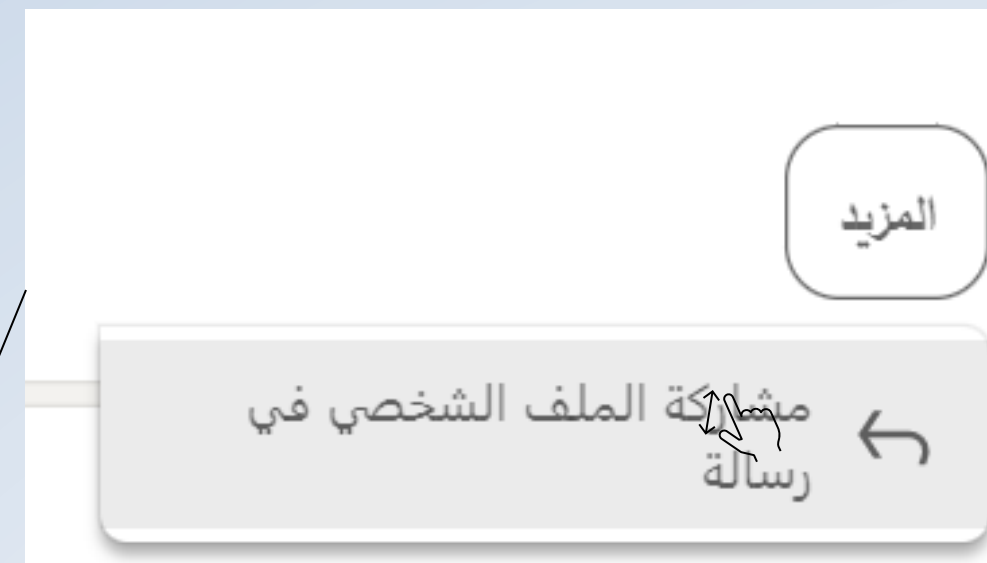 المزيد
مشاركة الملف الشخصي في
رسالة